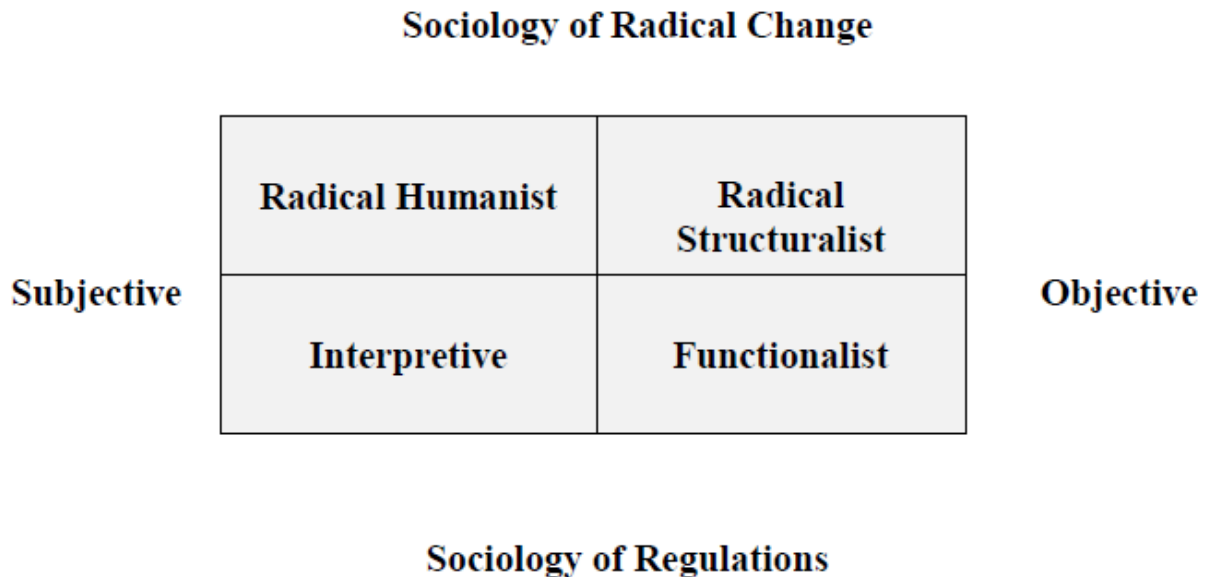 Sociology of Radical Change
Radical Humanist
Radical
Structuralist
Subjective
Objective
Interpretive
Functionalist
Sociology of Regulations